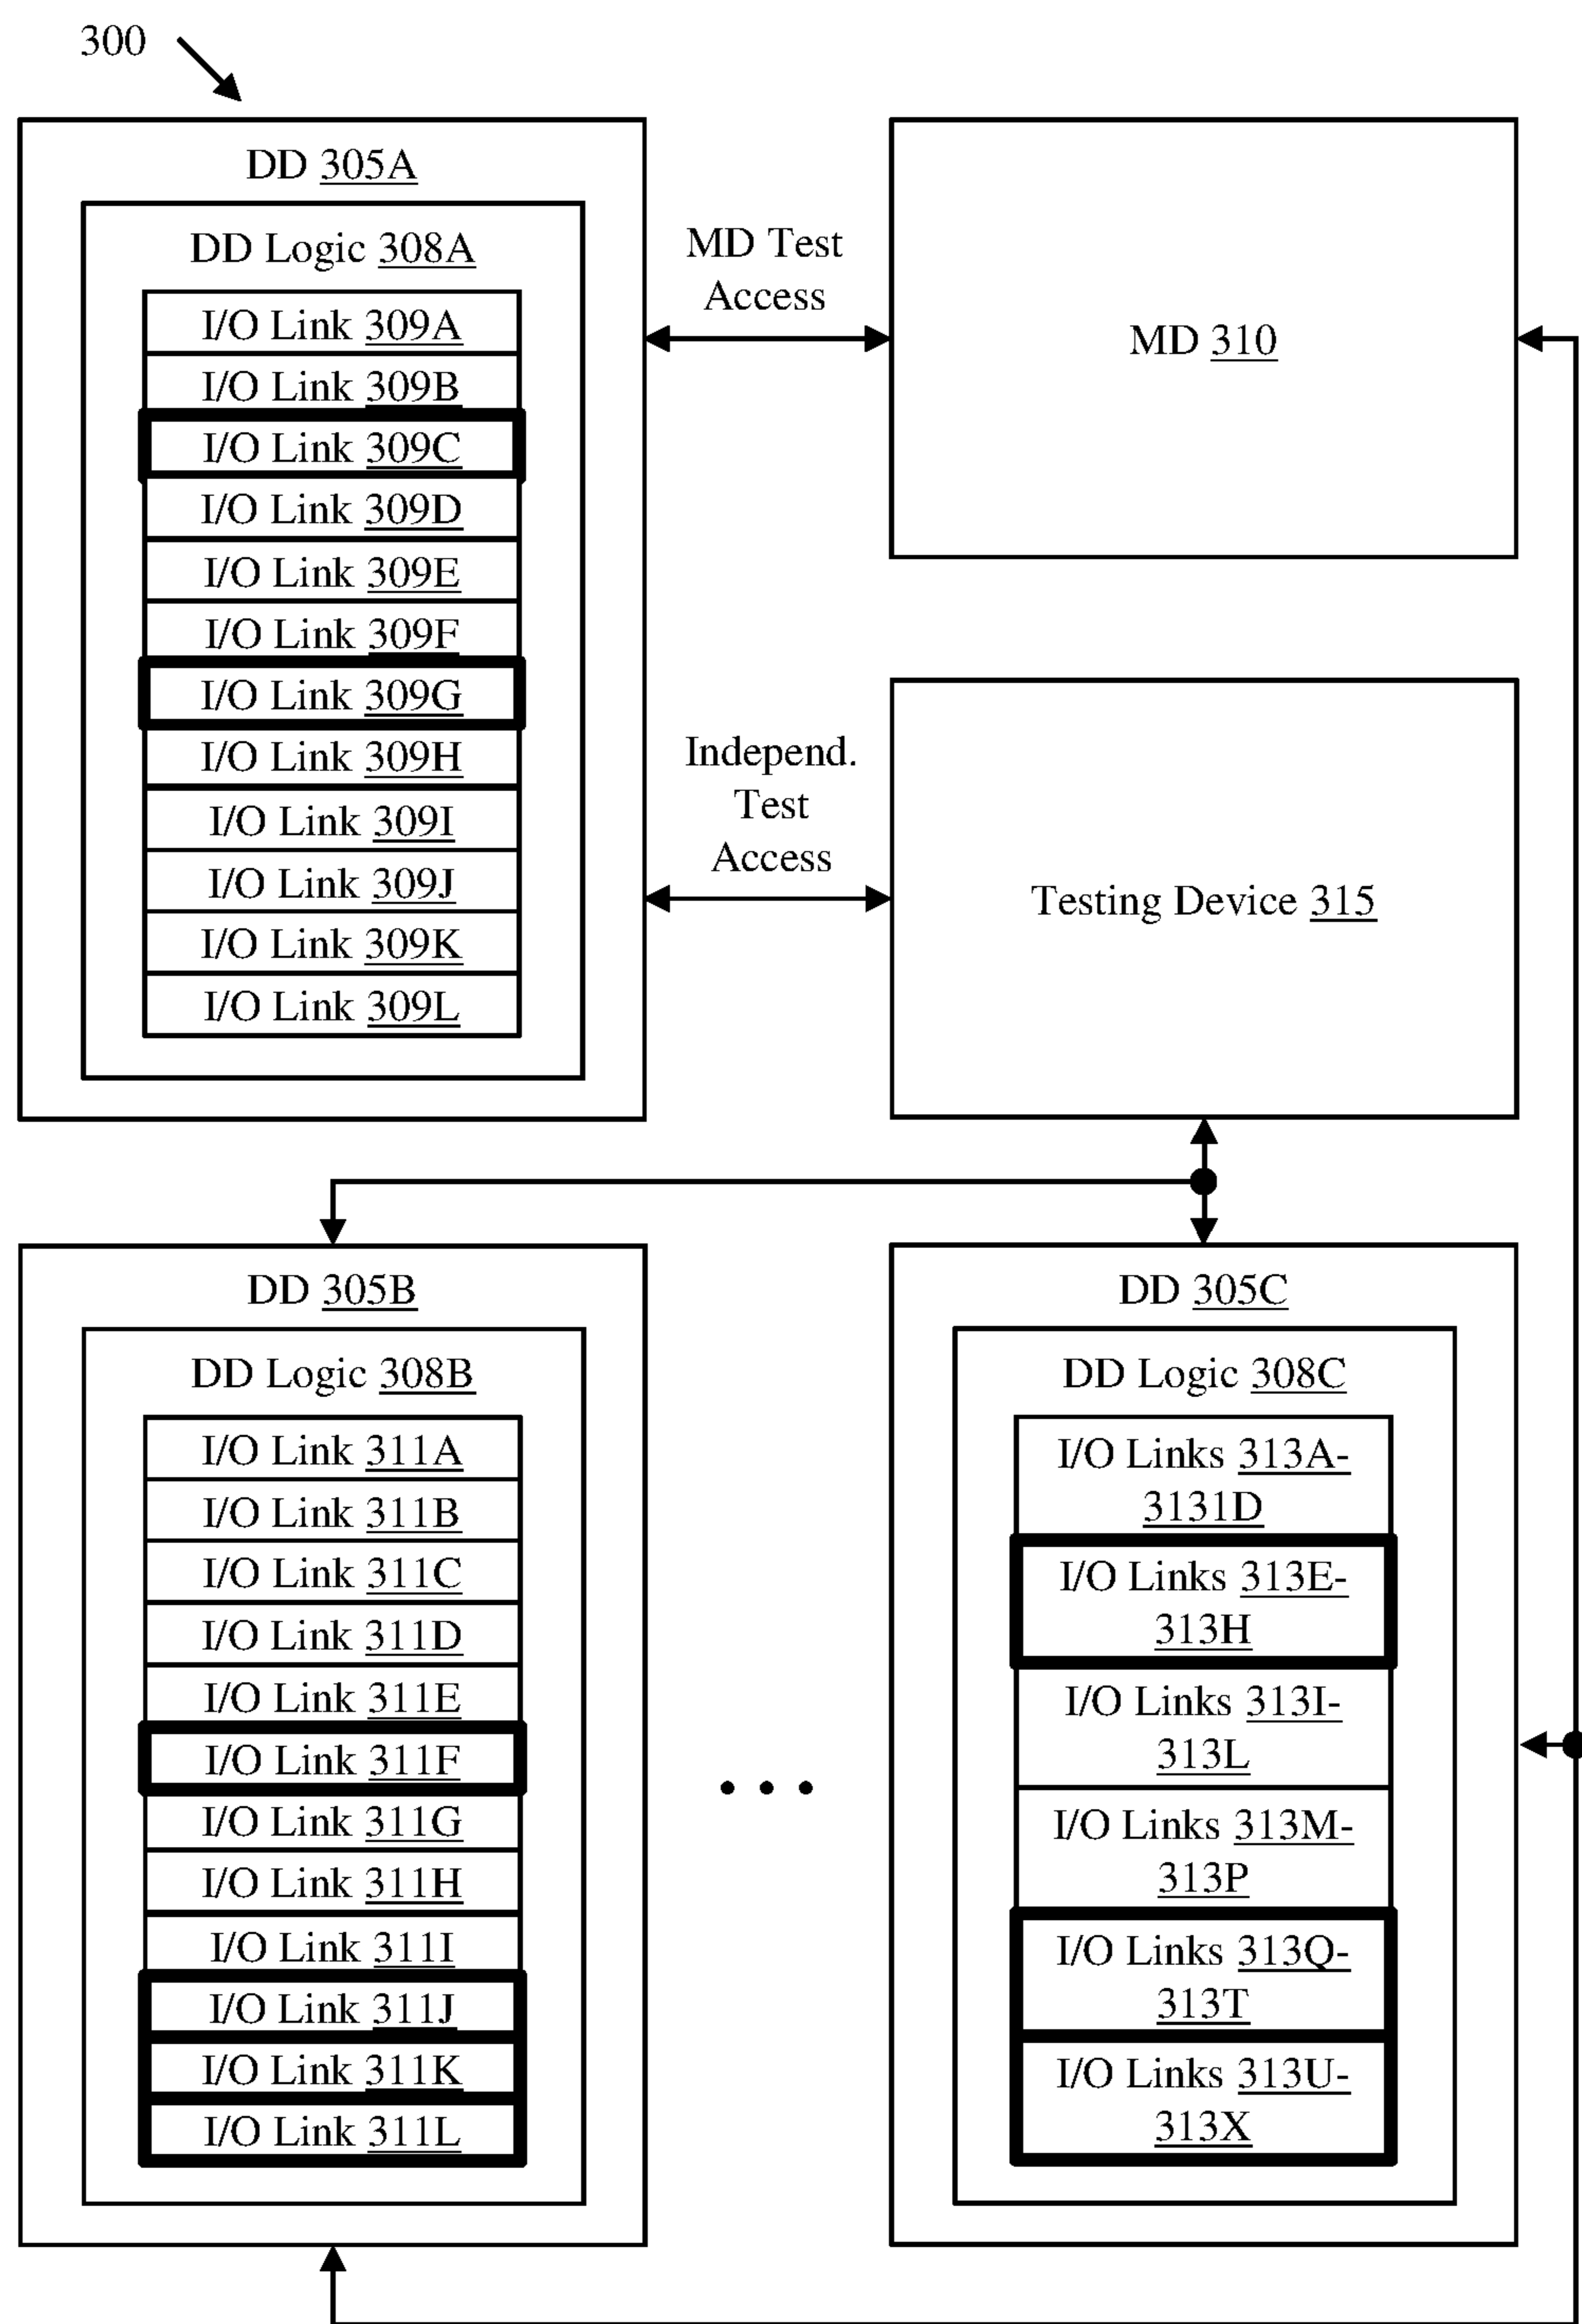 300
DD 305A
DD Logic 308A
I/O Link 309A
I/O Link 309B
I/O Link 309C
I/O Link 309D
I/O Link 309E
I/O Link 309F
I/O Link 309G
I/O Link 309H
I/O Link 309I
I/O Link 309J
I/O Link 309K
I/O Link 309L
MD Test
Access
MD 310
Independ.
Test
Access
Testing Device 315
DD 305B
DD Logic 308B
I/O Link 311A
I/O Link 311B
I/O Link 311C
I/O Link 311D
I/O Link 311E
I/O Link 311F
I/O Link 311G
I/O Link 311H
I/O Link 311I
I/O Link 311J
I/O Link 311K
I/O Link 311L
• • •
DD 305C
DD Logic 308C
I/O Links 313A-
3131D
I/O Links 313E-
313H
I/O Links 313I-
313L
I/O Links 313M-
313P
I/O Links 313Q-
313T
I/O Links 313U-
313X